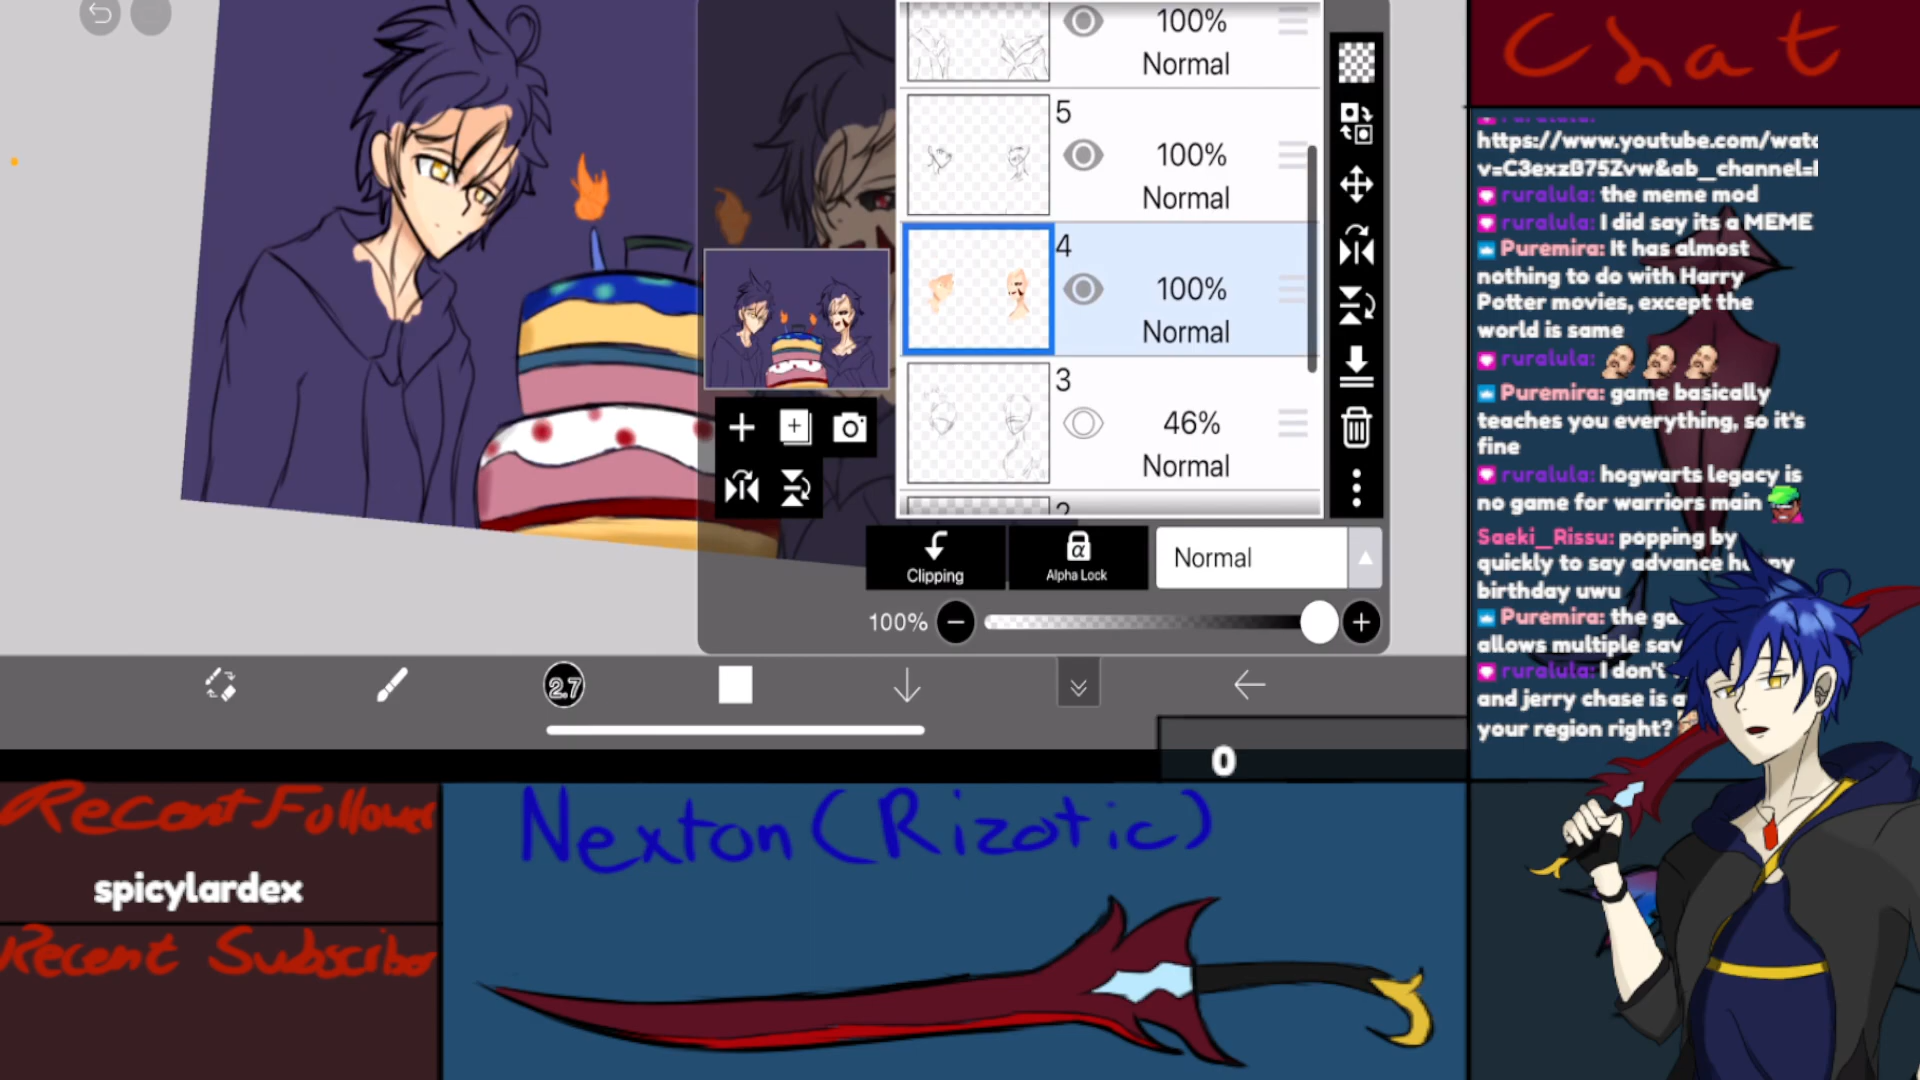 100%
Normal
5
100%
Normal
4
100%
Normal
3
46%
Normal
2
Clipping
α
Alpha Lock
Normal
100%
2.7
0
Chat
https://www.youtube.com/watc
v=C3exzB75Zvw&ab_channel=
ruralula: the meme mod
ruralula: I did say its a MEME
Puremira: It has almost
nothing to do with Harry
Potter movies, except the
world is same
ruralula:
Puremira: game basically
teaches you everything, so it's
fine
ruralula: hogwarts legacy is
no game for warriors main
Saeki_Rissu: popping by
quickly to say advance
birthday uwu
Puremira: the
allows multiple
ruralula: I don't
and jerry chase is
your region right?
Recent Follower
spicylardex
Recent Subscriber
Nexton (Rizotic)